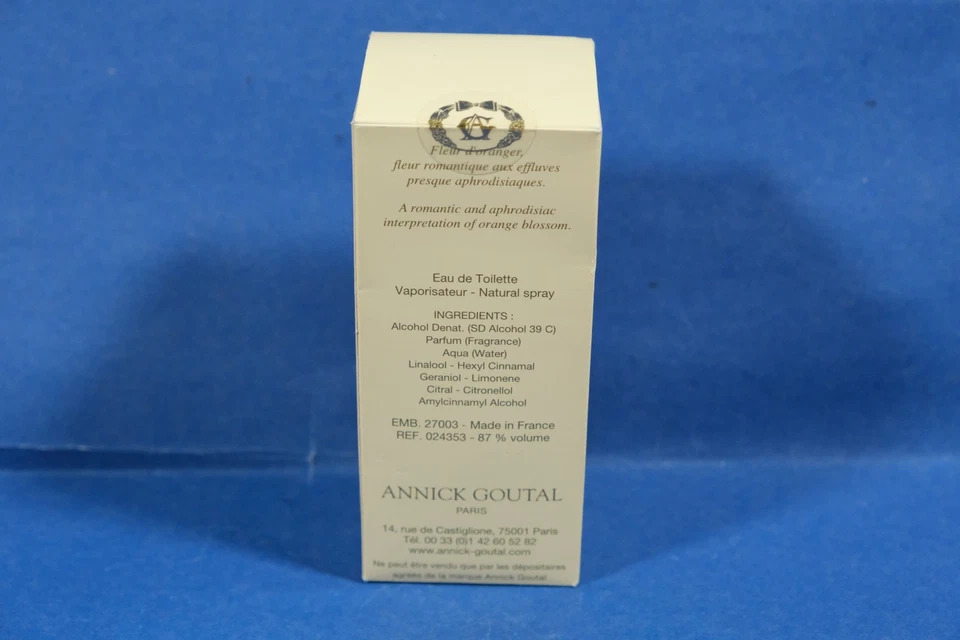 AG
Fleur d'oranger,
fleur romantique aux effluves
presque aphrodisiaques.
A romantic and aphrodisiac
interpretation of orange blossom.
Eau de Toilette
Vaporisateur - Natural spray
INGREDIENTS :
Alcohol Denat. (SD Alcohol 39 C)
Parfum (Fragrance)
Aqua (Water)
Linalool - Hexyl Cinnamal
Geraniol - Limonene
Citral - Citronellol
Amylcinnamyl Alcohol
EMB. 27003 - Made in France
REF. 024353 - 87 % volume
ANNICK GOUTAL
PARIS
14, rue de Castiglione, 75001 Paris
Tél. 00 33 (0)1 42 60 52 82
www.annick-goutal.com
Ne peut être vendu que par les dépositaires
agréés de la marque Annick Goutal